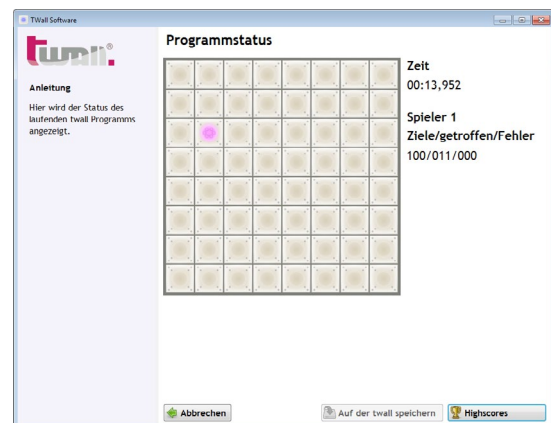 TWall Software
twall®
Programmstatus
Anleitung
Hier wird der Status des
laufenden twall Programms
angezeigt.
Zeit
00:13,952
Spieler 1
Ziele/getroffen/Fehler
100/011/000
Abbrechen
Auf der twall speichern
Highscores